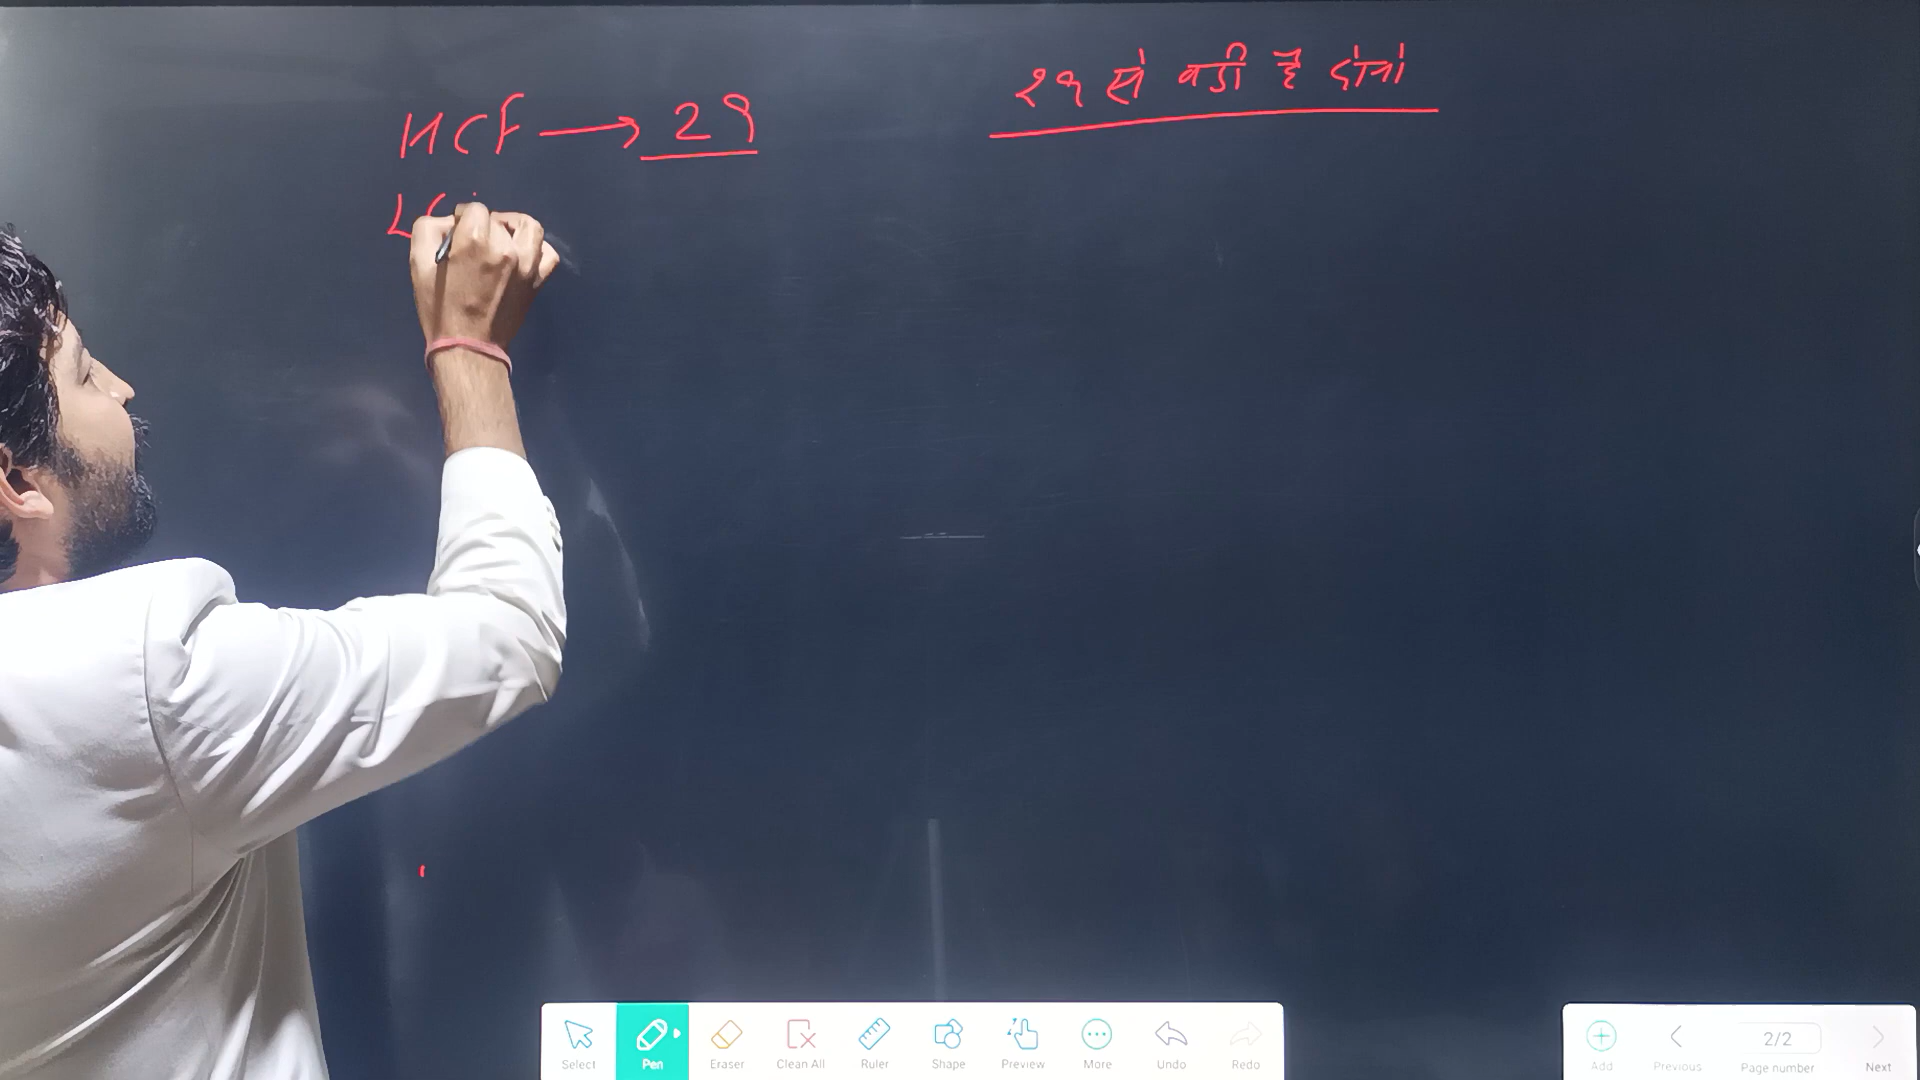 HCF → 29
२९ से बडी है दोनों
LC
Select Pen Eraser Clean All Ruler Shape Preview More Undo Redo
Add Previous 2/2 Page number Next